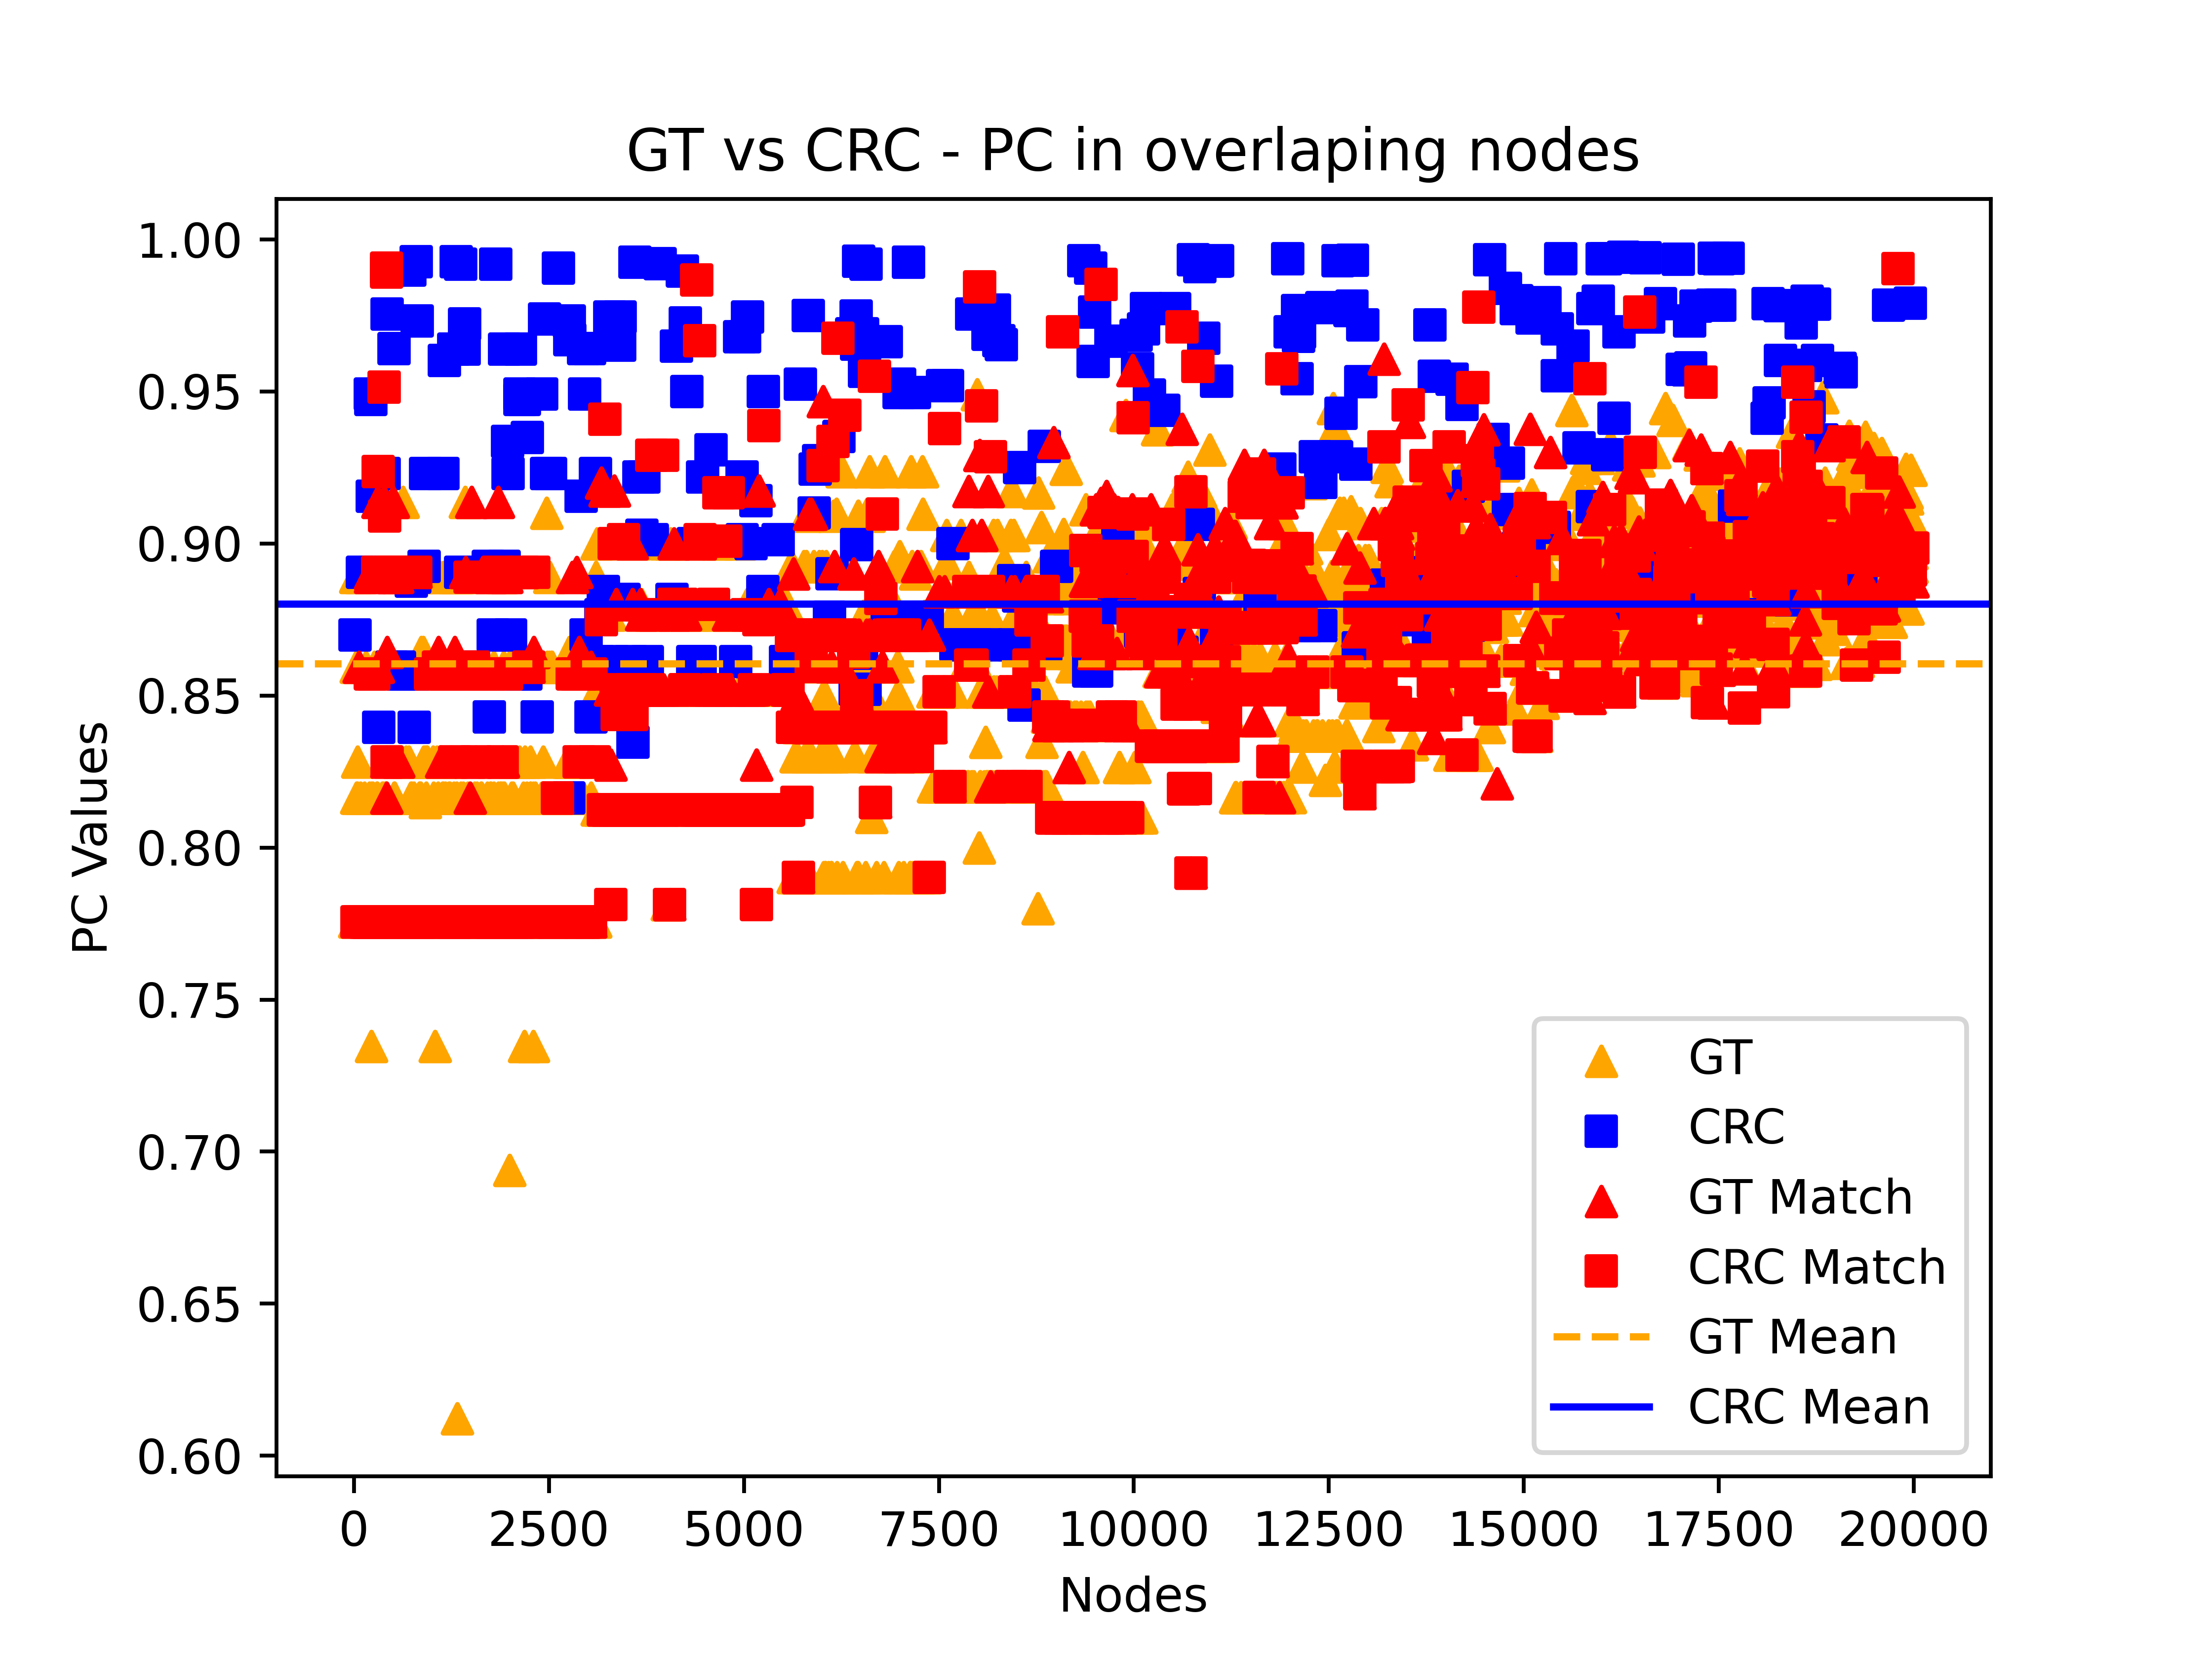 GT vs CRC - PC in overlaping nodes
PC Values
1.00
0.95
0.90
0.85
0.80
0.75
0.70
0.65
0.60
GT
CRC
GT Match
CRC Match
GT Mean
CRC Mean
0 2500 5000 7500 10000 12500 15000 17500 20000
Nodes